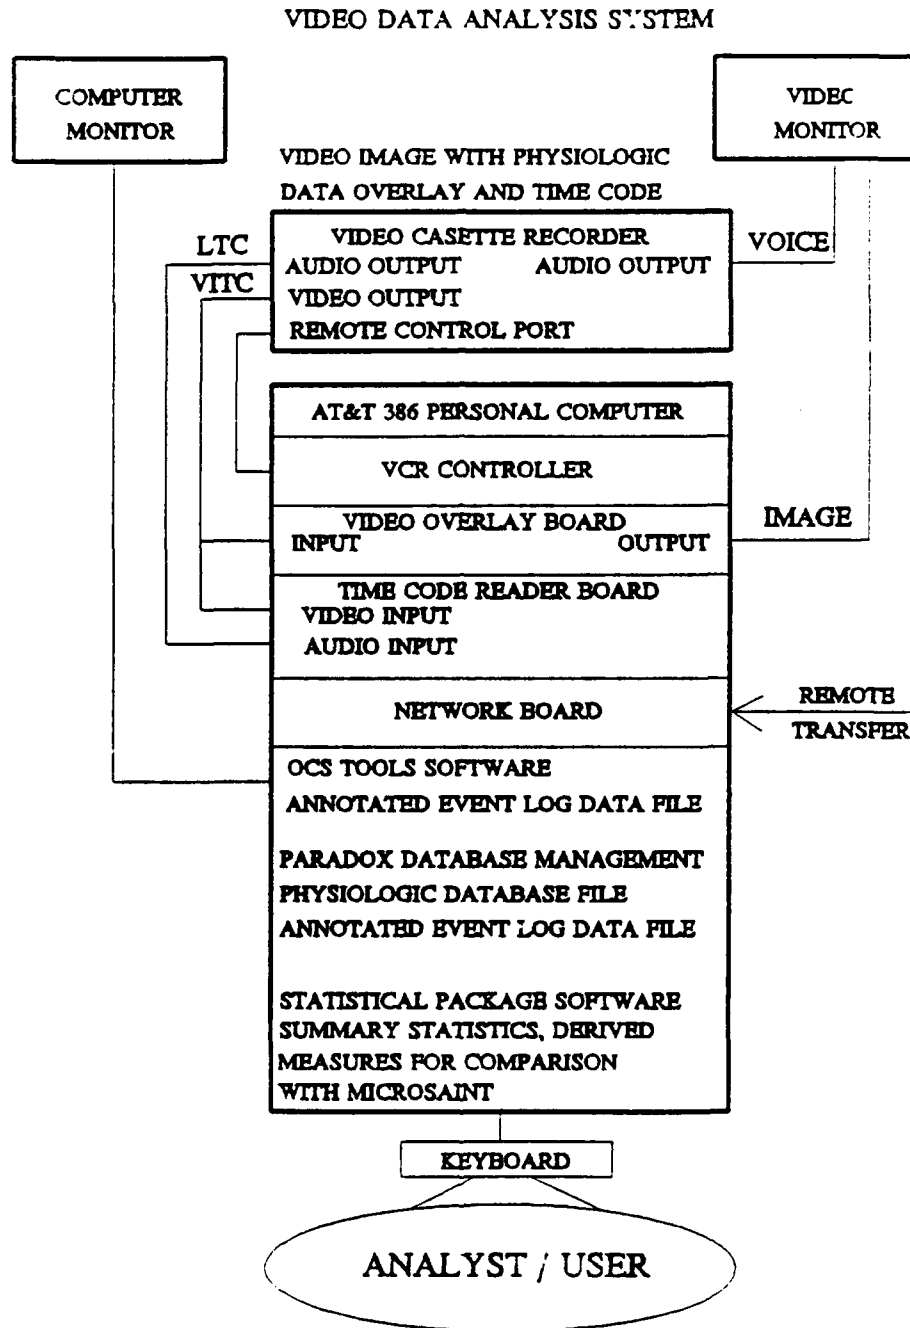 VIDEO DATA ANALYSIS SYSTEM
COMPUTER
MONITOR
VIDEO
MONITOR
VIDEO IMAGE WITH PHYSIOLOGIC
DATA OVERLAY AND TIME CODE
LTC
VITC
VIDEO CASETTE RECORDER
AUDIO OUTPUT AUDIO OUTPUT
VIDEO OUTPUT
REMOTE CONTROL PORT
VOICE
AT&T 386 PERSONAL COMPUTER
VCR CONTROLLER
VIDEO OVERLAY BOARD
INPUT OUTPUT
IMAGE
TIME CODE READER BOARD
VIDEO INPUT
AUDIO INPUT
NETWORK BOARD
REMOTE
TRANSFER
OCS TOOLS SOFTWARE
ANNOTATED EVENT LOG DATA FILE
PARADOX DATABASE MANAGEMENT
PHYSIOLOGIC DATABASE FILE
ANNOTATED EVENT LOG DATA FILE
STATISTICAL PACKAGE SOFTWARE
SUMMARY STATISTICS, DERIVED
MEASURES FOR COMPARISON
WITH MICROSAINT
KEYBOARD
ANALYST / USER